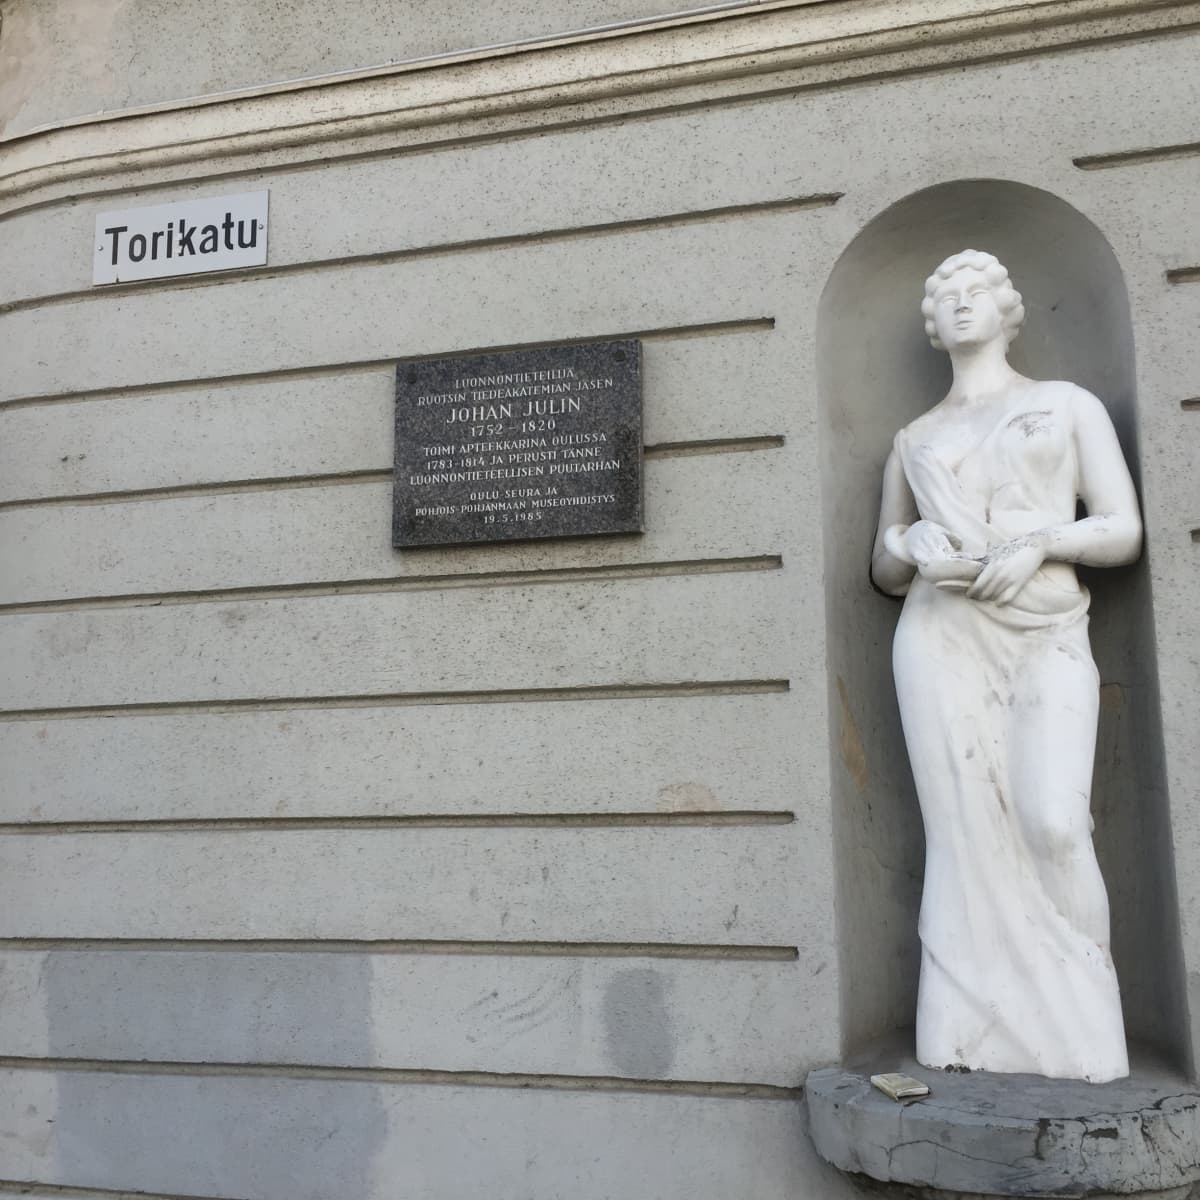 Torikatu
LUONNONTIETEILIJÄ
RUOTSIN TIEDEAKATEMIAN JÄSEN
JOHAN JULIN
1752 - 1820
TOIMI APTEEKKARINA OULUSSA
1783-1814 JA PERUSTI TÄNNE
LUONNONTIETEELLISEN PUUTARHAN
OULU-SEURA JA
POHJOIS-POHJANMAAN MUSEOYHDISTYS
19.5.1985